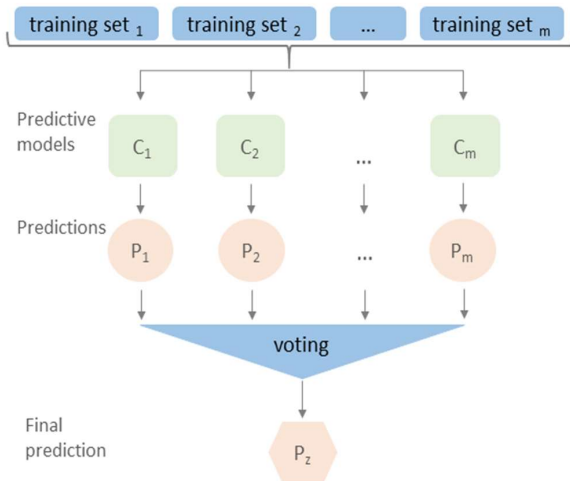 training set 1 training set 2 ... training set m
Predictive
models
C1 C2 ... Cm
Predictions
P1 P2 ... Pm
voting
Final
prediction
Pz